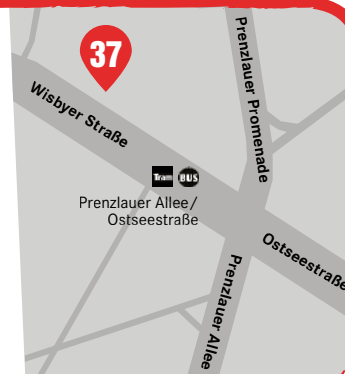 37
Prenzlauer Promenade
Wisbyer Straße
Tram BUS
Prenzlauer Allee/
Ostseestraße
Ostseestraße
Prenzlauer Allee